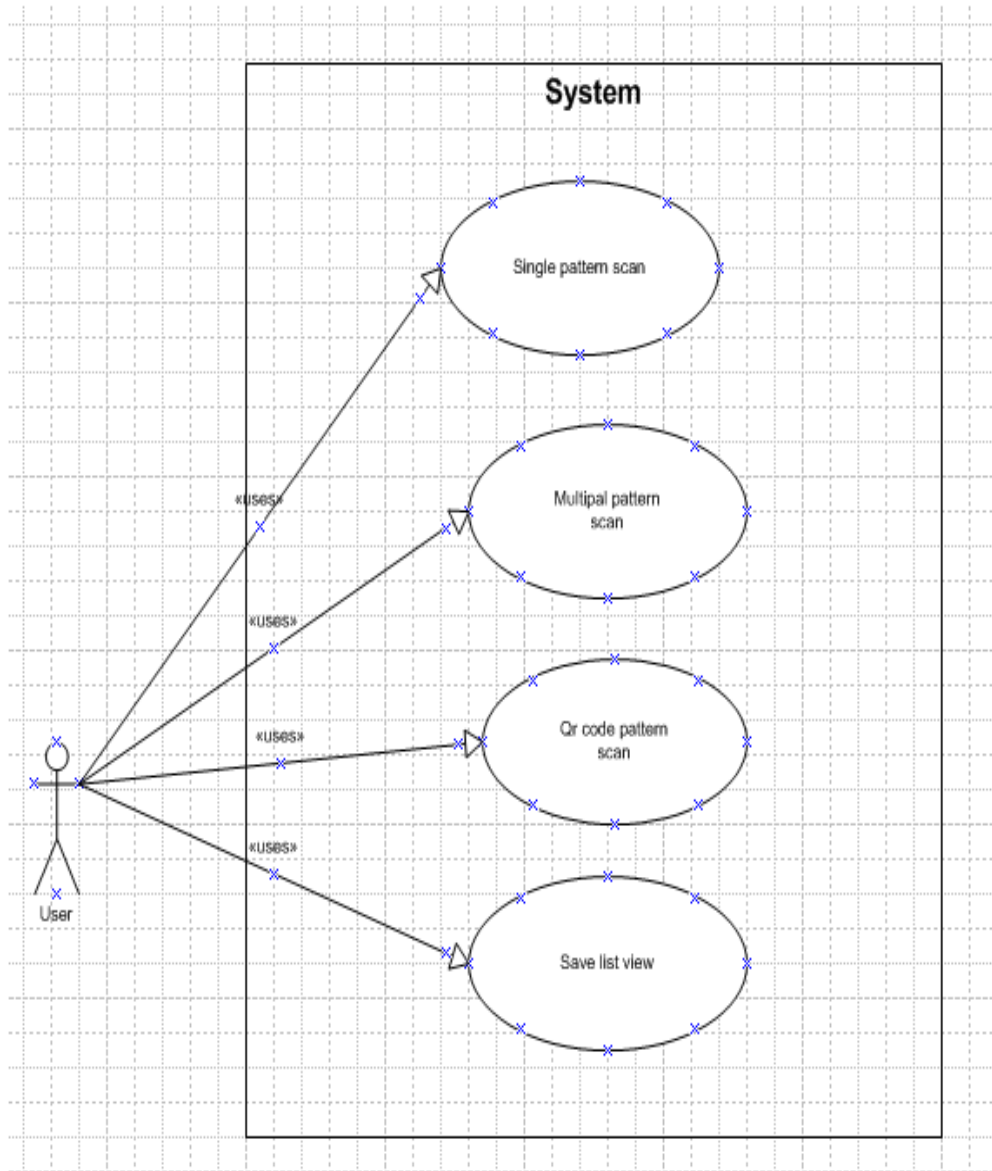 System
Single pattern scan
«uses»
Multipal pattern
scan
«uses»
Qr code pattern
scan
«uses»
«uses»
User
Save list view